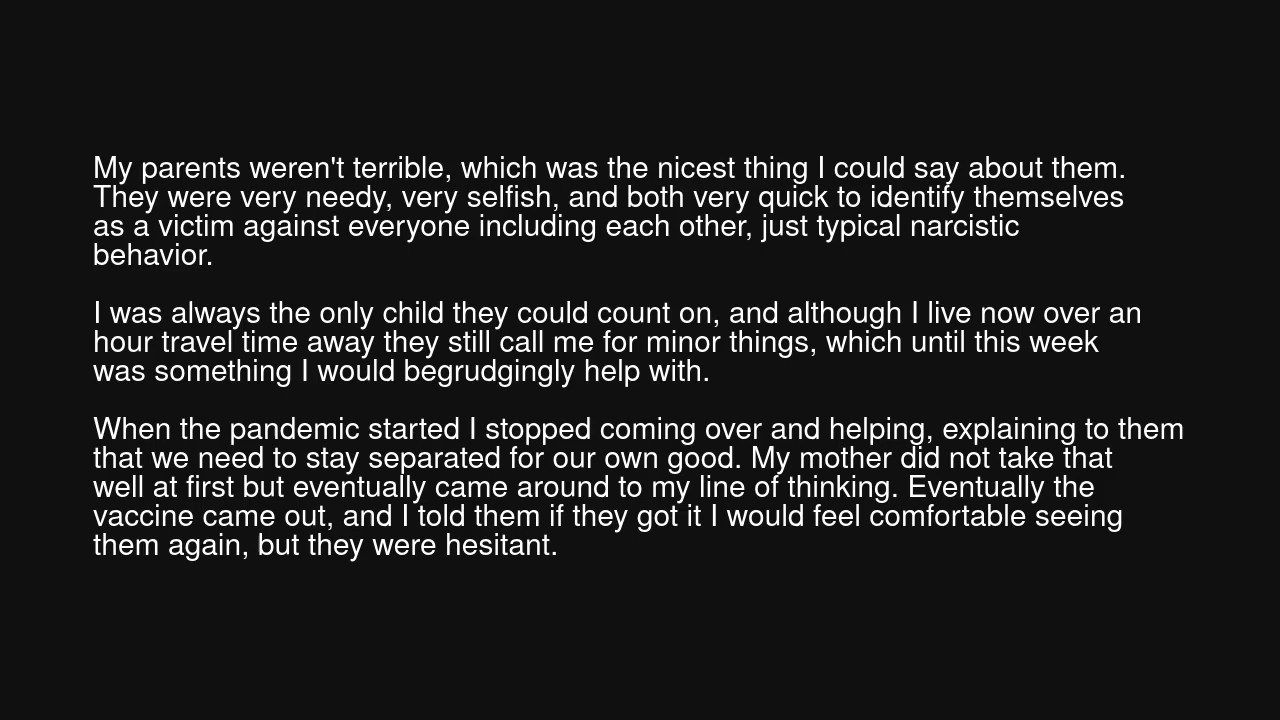 My parents weren't terrible, which was the nicest thing I could say about them.
They were very needy, very selfish, and both very quick to identify themselves
as a victim against everyone including each other, just typical narcistic
behavior.
I was always the only child they could count on, and although I live now over an
hour travel time away they still call me for minor things, which until this week
was something I would begrudgingly help with.
When the pandemic started I stopped coming over and helping, explaining to them
that we need to stay separated for our own good. My mother did not take that
well at first but eventually came around to my line of thinking. Eventually the
vaccine came out, and I told them if they got it I would feel comfortable seeing
them again, but they were hesitant.